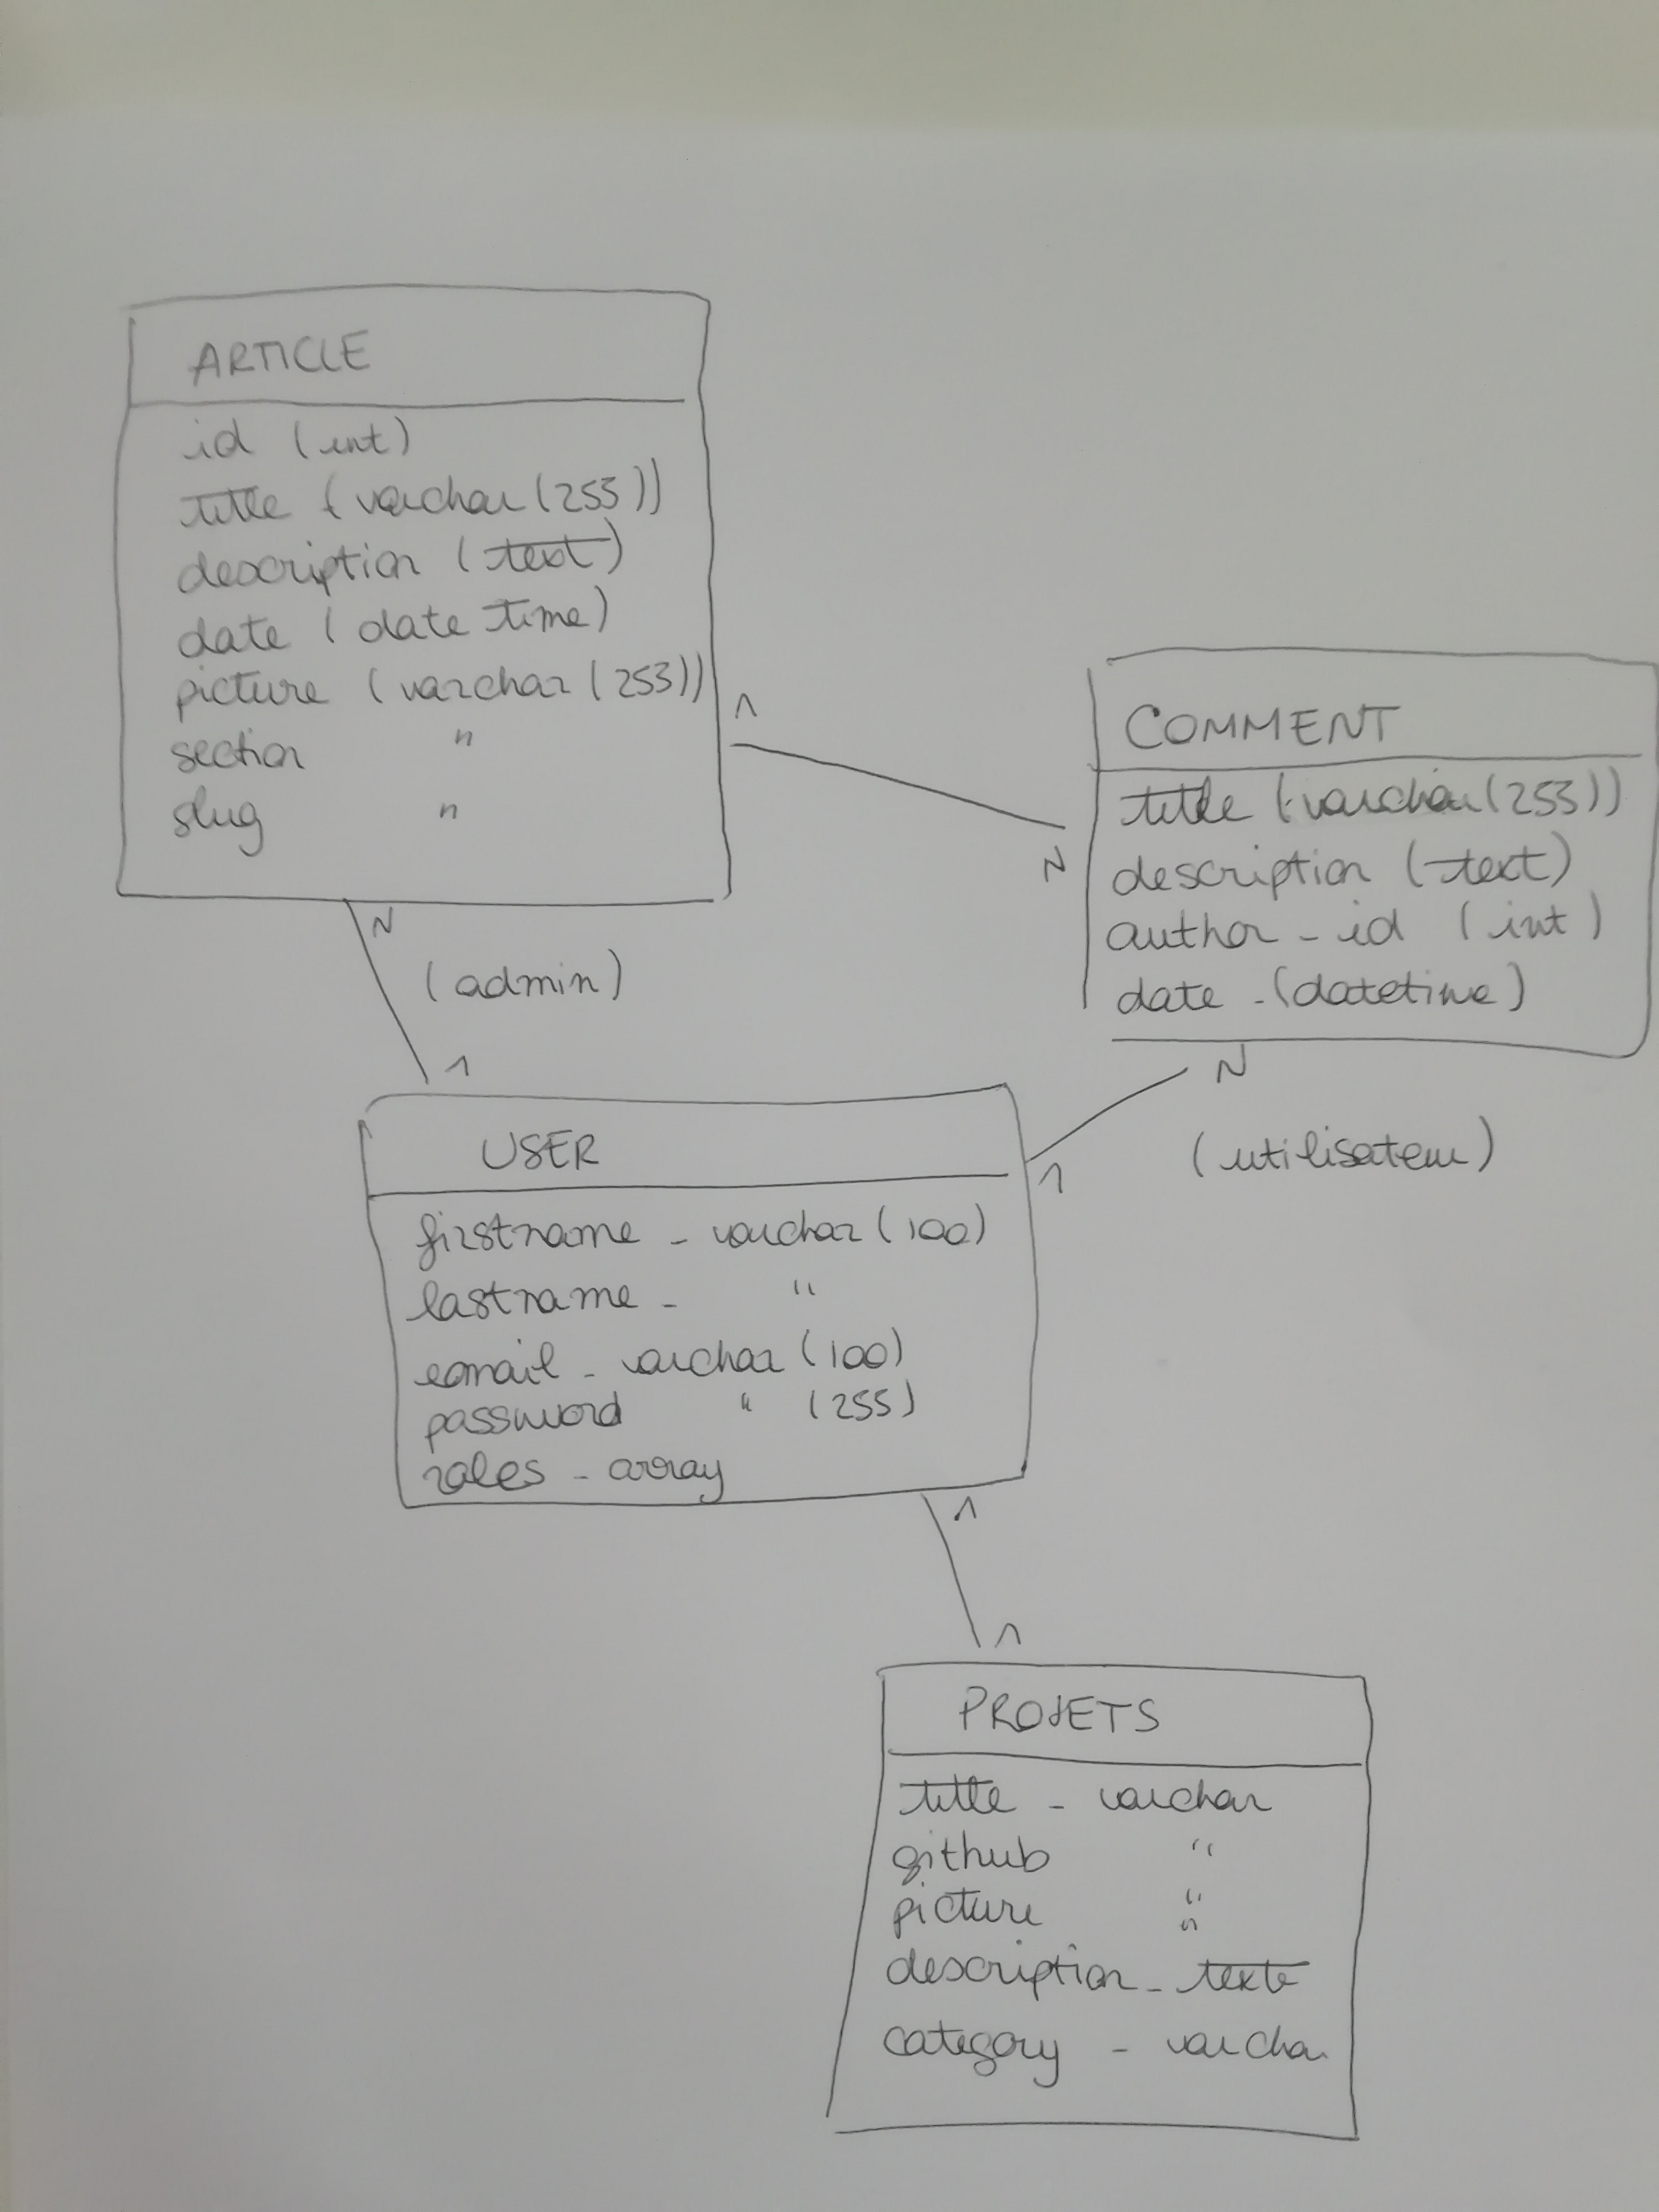 ARTICLE
id (int)
title (varchar(255))
description (text)
date (date time)
picture (varchar(255))
section "
slug "
1
N
COMMENT
title (varchar(255))
description (text)
author_id (int)
date - (datetime)
N
(admin)
1
N
(utilisateur)
1
USER
firstname - varchar(100)
lastname - "
email - varchar(100)
password " (255)
roles - array
1
1
PROJETS
title - varchar
github "
picture "
"
description - texte
category - varchar